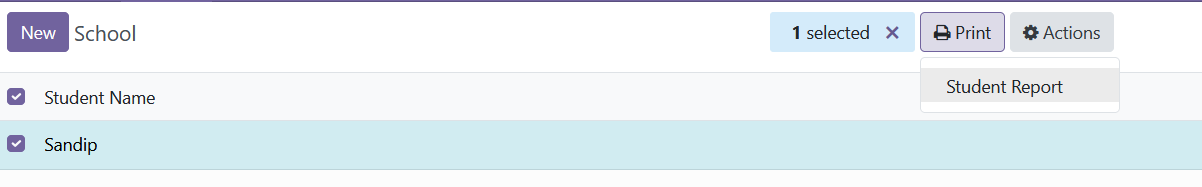 New School 1 selected Print Actions
Student Report
Student Name
Sandip